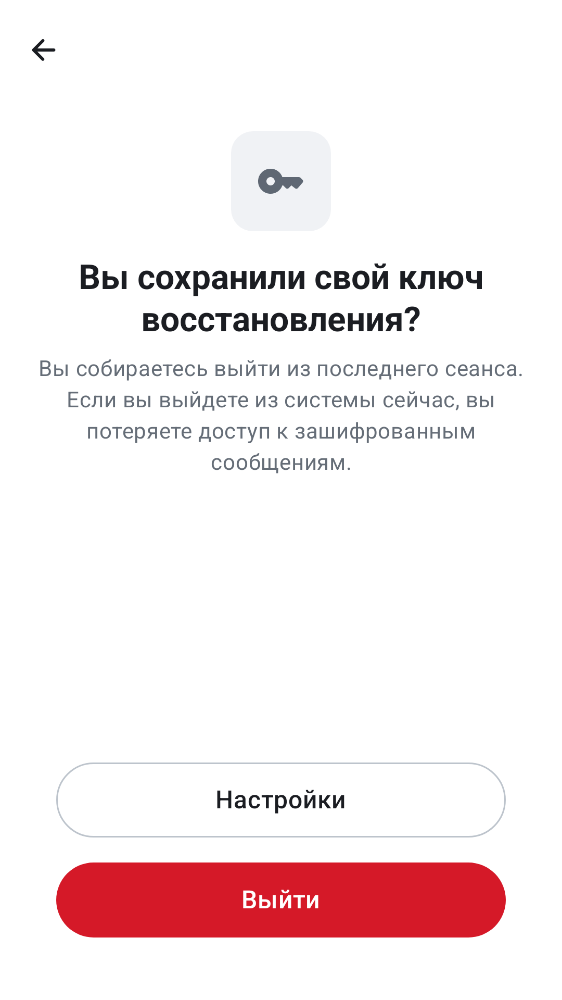 Вы сохранили свой ключ
восстановления?
Вы собираетесь выйти из последнего сеанса.
Если вы выйдете из системы сейчас, вы
потеряете доступ к зашифрованным
сообщениям.
Настройки
Выйти